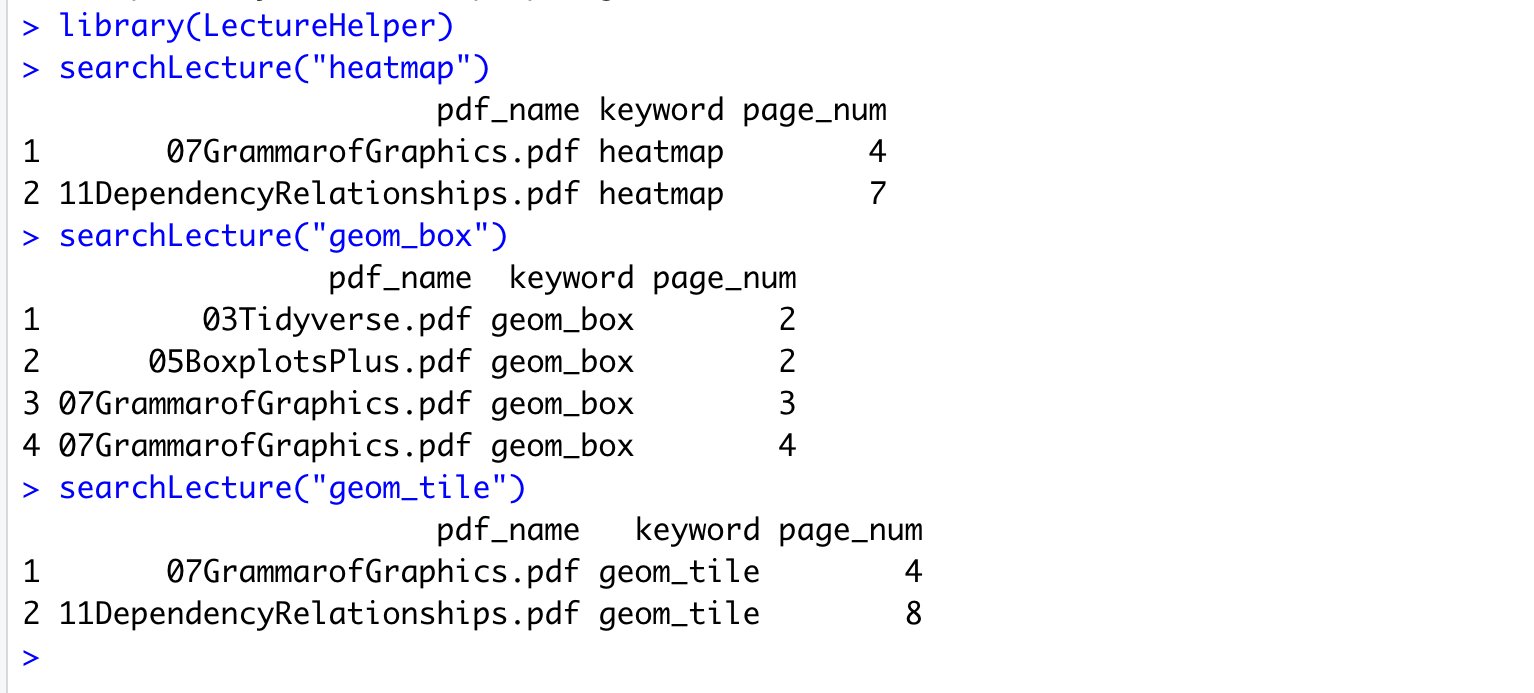 > library(LectureHelper)
> searchLecture("heatmap")
                     pdf_name keyword page_num
1       07GrammarofGraphics.pdf heatmap        4
2 11DependencyRelationships.pdf heatmap        7
> searchLecture("geom_box")
               pdf_name  keyword page_num
1        03Tidyverse.pdf geom_box        2
2     05BoxplotsPlus.pdf geom_box        2
3 07GrammarofGraphics.pdf geom_box        3
4 07GrammarofGraphics.pdf geom_box        4
> searchLecture("geom_tile")
                     pdf_name   keyword page_num
1       07GrammarofGraphics.pdf geom_tile        4
2 11DependencyRelationships.pdf geom_tile        8
>